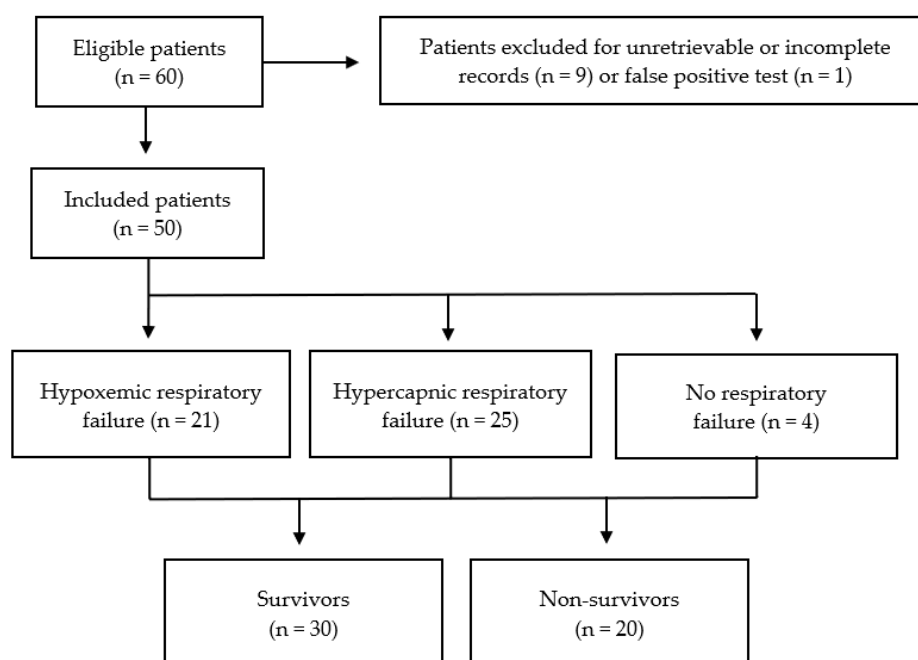 Eligible patients
(n = 60)
Patients excluded for unretrievable or incomplete
records (n = 9) or false positive test (n = 1)
Included patients
(n = 50)
Hypoxemic respiratory
failure (n = 21)
Hypercapnic respiratory
failure (n = 25)
No respiratory
failure (n = 4)
Survivors
(n = 30)
Non-survivors
(n = 20)